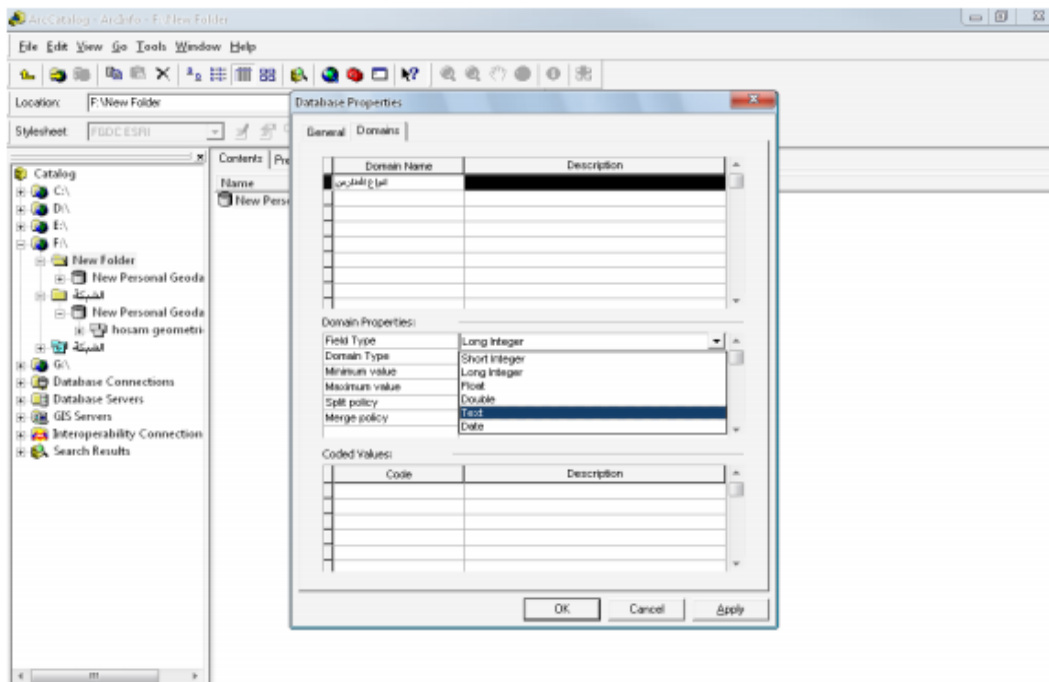 ArcCatalog - ArcInfo - F:\New Folder
File Edit View Go Tools Window Help
Location: F:\New Folder
Stylesheet: FGDC ESRI
Catalog
C:\
D:\
E:\
F:\
New Folder
New Personal Geoda
الشبكة
New Personal Geoda
hosam geometri
الشبكة
G:\
Database Connections
Database Servers
GIS Servers
Interoperability Connection
Search Results
Contents Pre
Name
New Perso
Database Properties
General Domains
Domain Name Description
انواع المدارس
Domain Properties:
Field Type Long Integer
Domain Type Short Integer
Minimum value Long Integer
Maximum value Float
Split policy Double
Merge policy Text
Date
Coded Values:
Code Description
OK Cancel Apply